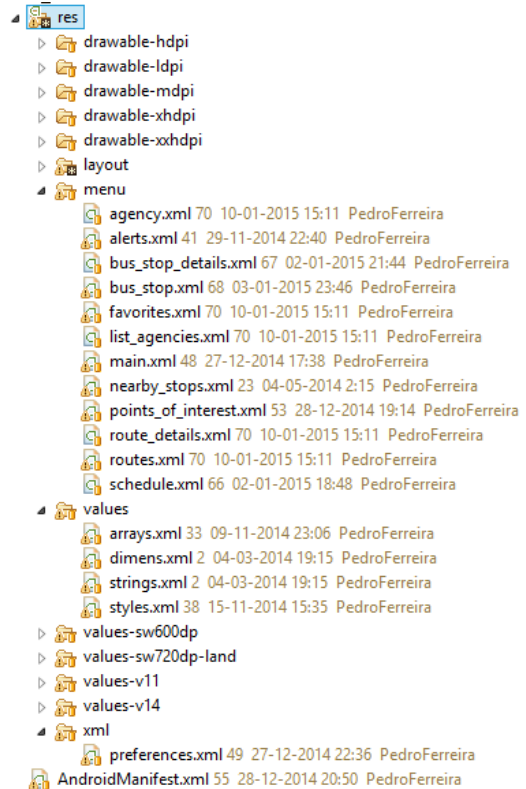 res
drawable-hdpi
drawable-ldpi
drawable-mdpi
drawable-xhdpi
drawable-xxhdpi
layout
menu
agency.xml 70 10-01-2015 15:11 PedroFerreira
alerts.xml 41 29-11-2014 22:40 PedroFerreira
bus_stop_details.xml 67 02-01-2015 21:44 PedroFerreira
bus_stop.xml 68 03-01-2015 23:46 PedroFerreira
favorites.xml 70 10-01-2015 15:11 PedroFerreira
list_agencies.xml 70 10-01-2015 15:11 PedroFerreira
main.xml 48 27-12-2014 17:38 PedroFerreira
nearby_stops.xml 23 04-05-2014 2:15 PedroFerreira
points_of_interest.xml 53 28-12-2014 19:14 PedroFerreira
route_details.xml 70 10-01-2015 15:11 PedroFerreira
routes.xml 70 10-01-2015 15:11 PedroFerreira
schedule.xml 66 02-01-2015 18:48 PedroFerreira
values
arrays.xml 33 09-11-2014 23:06 PedroFerreira
dimens.xml 2 04-03-2014 19:15 PedroFerreira
strings.xml 2 04-03-2014 19:15 PedroFerreira
styles.xml 38 15-11-2014 15:35 PedroFerreira
values-sw600dp
values-sw720dp-land
values-v11
values-v14
xml
preferences.xml 49 27-12-2014 22:36 PedroFerreira
AndroidManifest.xml 55 28-12-2014 20:50 PedroFerreira